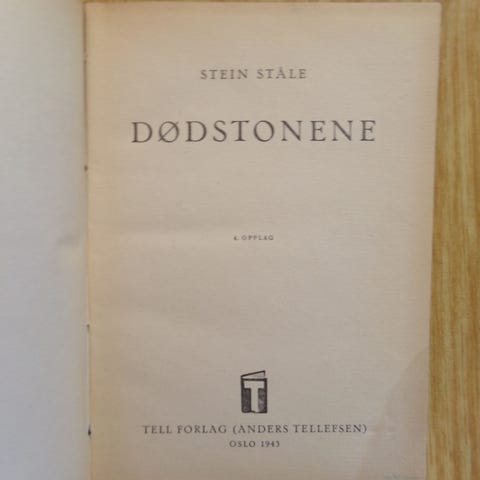 STEIN STÅLE
DØDSTONENE
4. OPPLAG
T
TELL FORLAG (ANDERS TELLEFSEN)
OSLO 1943